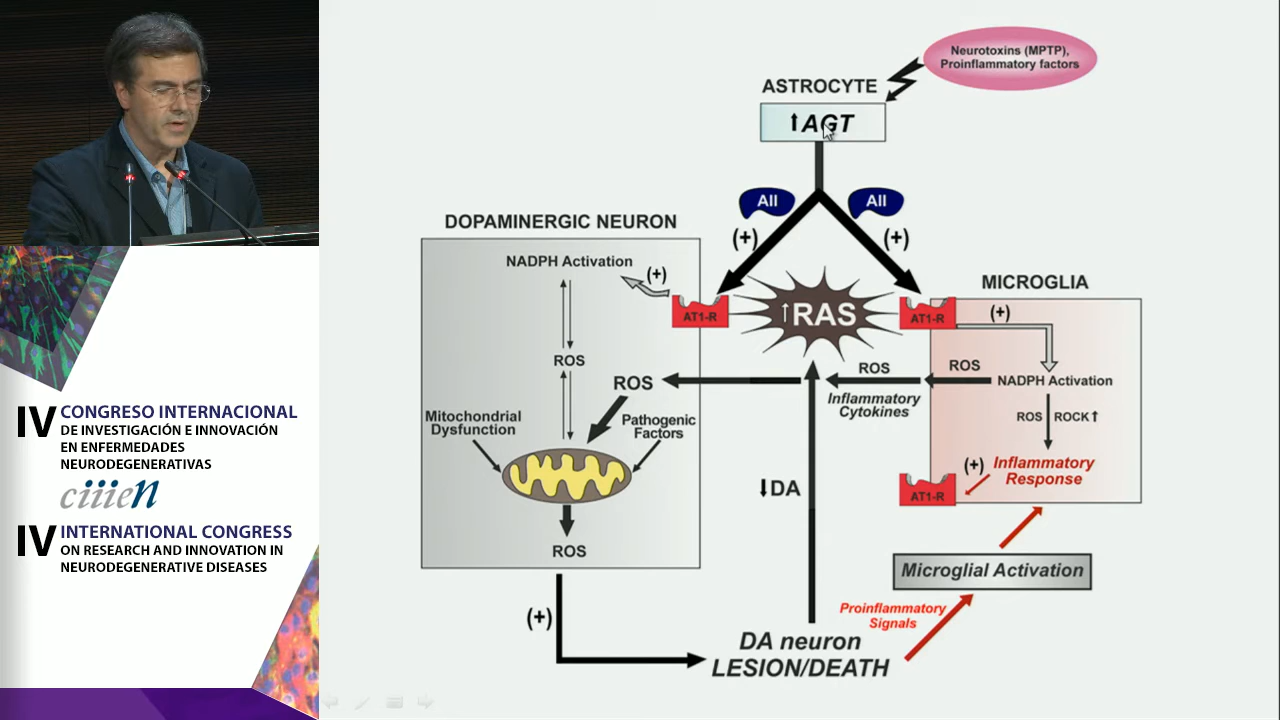 Neurotoxins (MPTP),
Proinflammatory factors
ASTROCYTE
↑AGT
AII
AII
(+)
(+)
DOPAMINERGIC NEURON
NADPH Activation
(+)
AT1-R
↑RAS
AT1-R
MICROGLIA
(+)
ROS
ROS
ROS
ROS
NADPH Activation
Inflammatory
Cytokines
ROS
ROCK↑
Mitochondrial
Dysfunction
Pathogenic
Factors
(+)
Inflammatory
Response
AT1-R
↓DA
ROS
Microglial Activation
(+)
Proinflammatory
Signals
DA neuron
LESION/DEATH
IV CONGRESO INTERNACIONAL
DE INVESTIGACIÓN E INNOVACIÓN
EN ENFERMEDADES
NEURODEGENERATIVAS
ciiien
IV INTERNATIONAL CONGRESS
ON RESEARCH AND INNOVATION IN
NEURODEGENERATIVE DISEASES